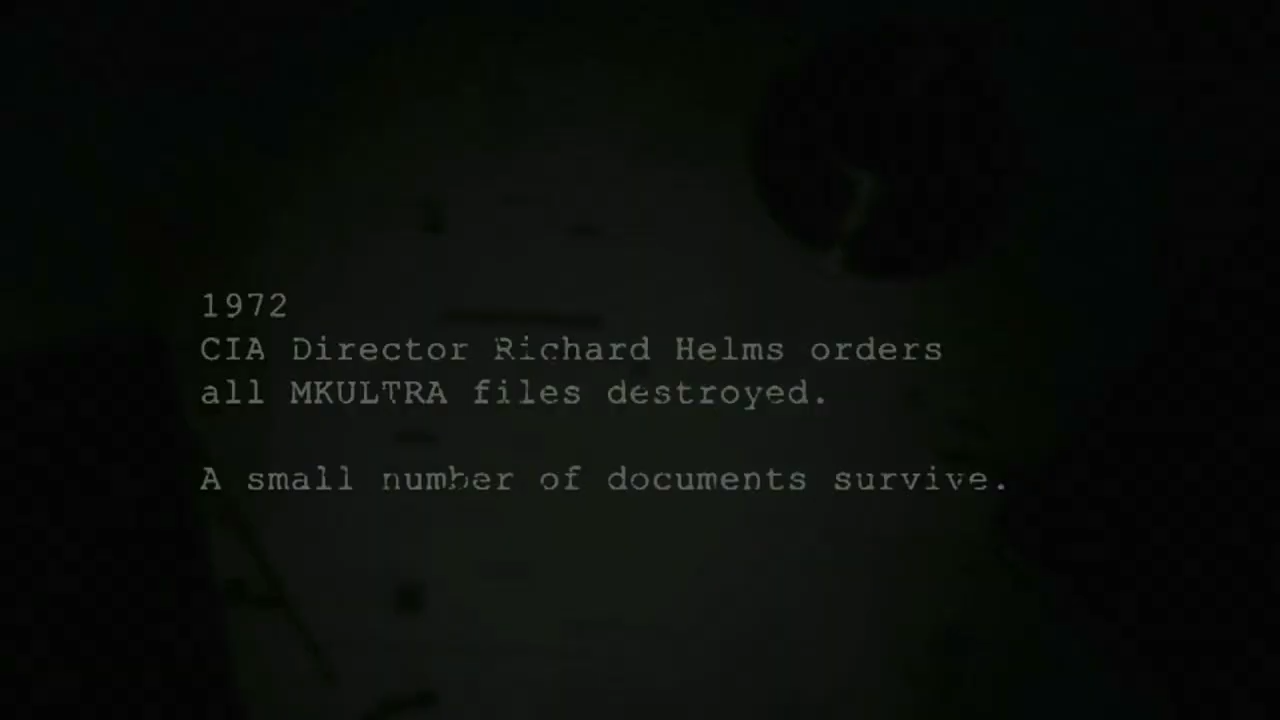 1972
CIA Director Richard Helms orders
all MKULTRA files destroyed.
A small number of documents survive.